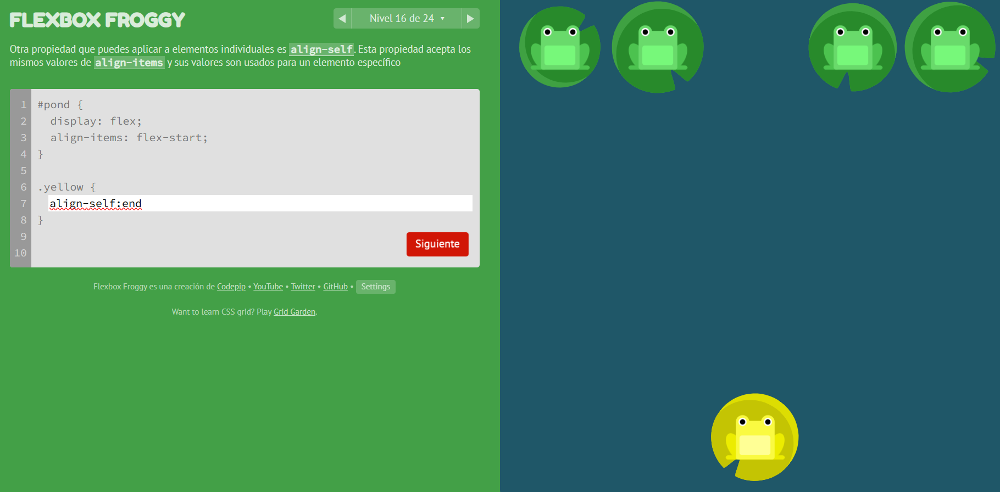 FLEXBOX FROGGY
◀ Nivel 16 de 24 ▼ ▶
Otra propiedad que puedes aplicar a elementos individuales es align-self. Esta propiedad acepta los
mismos valores de align-items y sus valores son usados para un elemento específico
1 #pond {
2   display: flex;
3   align-items: flex-start;
4 }
5
6 .yellow {
7   align-self:end
8 }
9
10
Siguiente
Flexbox Froggy es una creación de Codepip • YouTube • Twitter • GitHub • Settings
Want to learn CSS grid? Play Grid Garden.